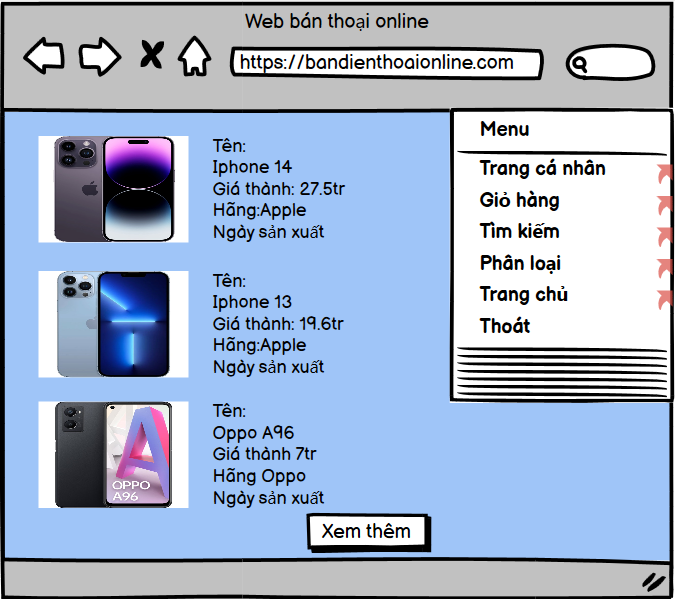 Web bán thoại online
https://bandienthoaionline.com
Tên:
Iphone 14
Giá thành: 27.5tr
Hãng:Apple
Ngày sản xuất
Tên:
Iphone 13
Giá thành: 19.6tr
Hãng:Apple
Ngày sản xuất
Tên:
Oppo A96
Giá thành 7tr
Hãng Oppo
Ngày sản xuất
OPPO
A96
Xem thêm
Menu
Trang cá nhân
Giỏ hàng
Tìm kiếm
Phân loại
Trang chủ
Thoát